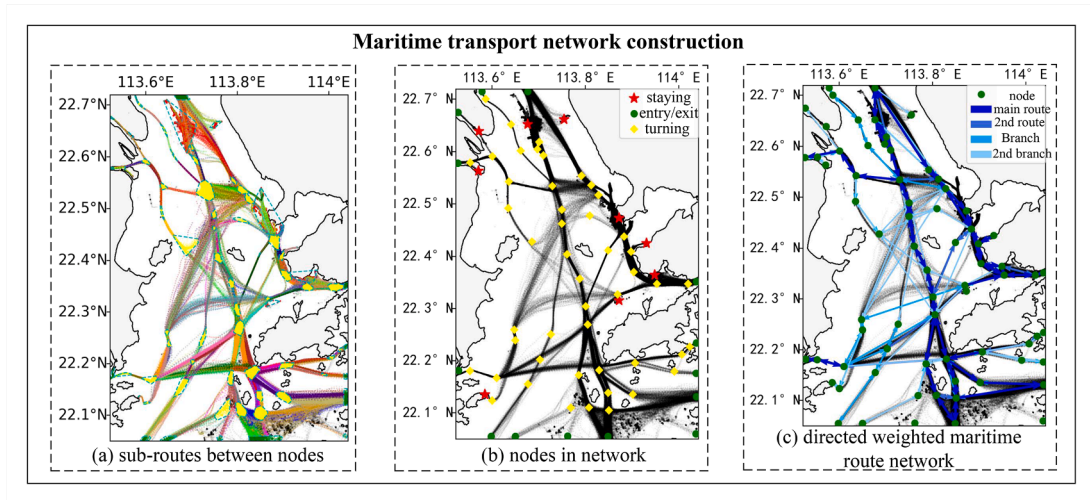 Maritime transport network construction
113.6° E 113.8° E 114° E
22.7° N
22.6° N
22.5° N
22.4° N
22.3° N
22.2° N
22.1° N
(a) sub-routes between nodes
113.6° E 113.8° E 114° E
22.7° N
22.6° N
22.5° N
22.4° N
22.3° N
22.2° N
22.1° N
staying
entry/exit
turning
(b) nodes in network
113.6° E 113.8° E 114° E
22.7° N
22.6° N
22.5° N
22.4° N
22.3° N
22.2° N
22.1° N
node
main route
2nd route
Branch
2nd branch
(c) directed weighted maritime
route network